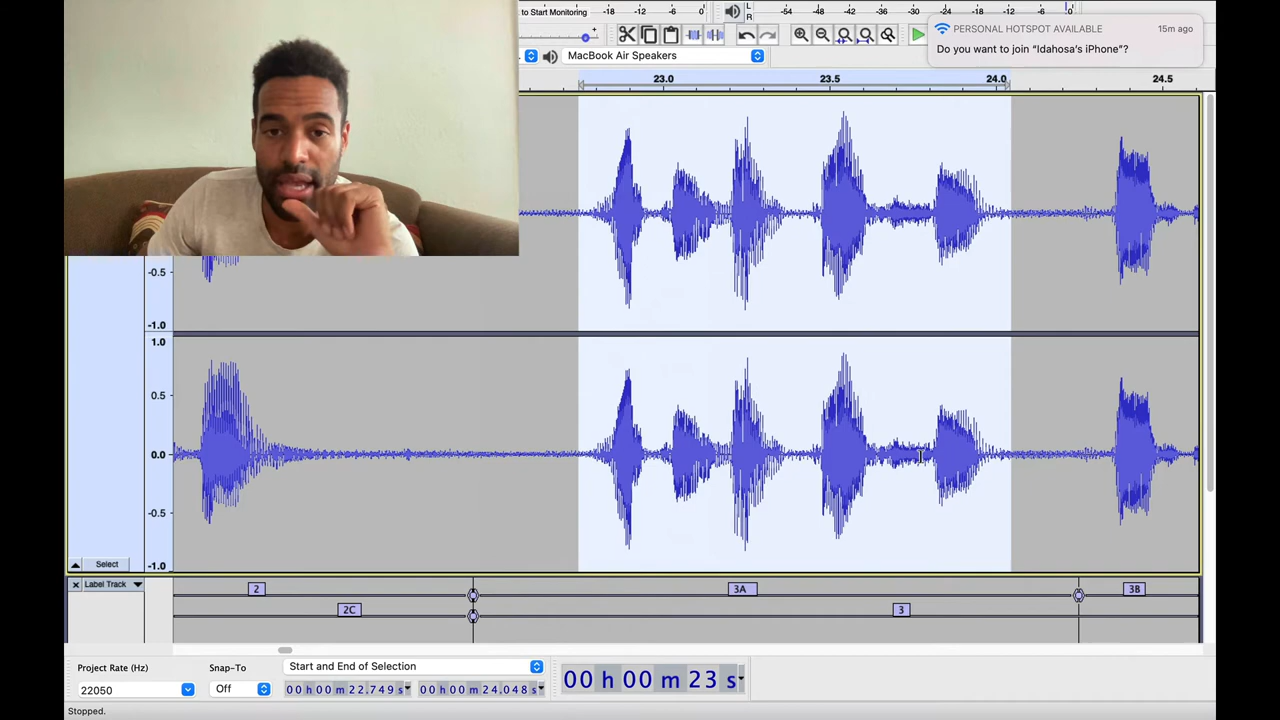 to Start Monitoring
-18 -12 -6 0
L
R
-54 -48 -42 -36 -30 -24 -18 -12 -6 0
PERSONAL HOTSPOT AVAILABLE 15m ago
Do you want to join “Idahosa's iPhone”?
MacBook Air Speakers
23.0 23.5 24.0 24.5
-0.5
-1.0
1.0
0.5
0.0
-0.5
-1.0
Select
Label Track
2 3A 3B
2C 3
Project Rate (Hz) Snap-To Start and End of Selection
22050 Off 00 h 00 m 22.749 s 00 h 00 m 24.048 s
00 h 00 m 23 s
Stopped.